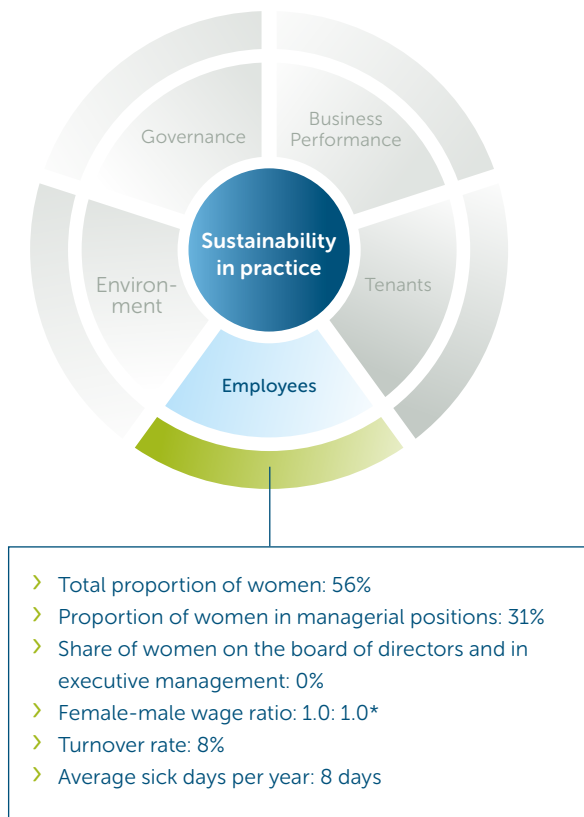 Governance
Business
Performance
Sustainability
in practice
Environ-
ment
Tenants
Employees
› Total proportion of women: 56%
› Proportion of women in managerial positions: 31%
› Share of women on the board of directors and in
executive management: 0%
› Female-male wage ratio: 1.0: 1.0*
› Turnover rate: 8%
› Average sick days per year: 8 days